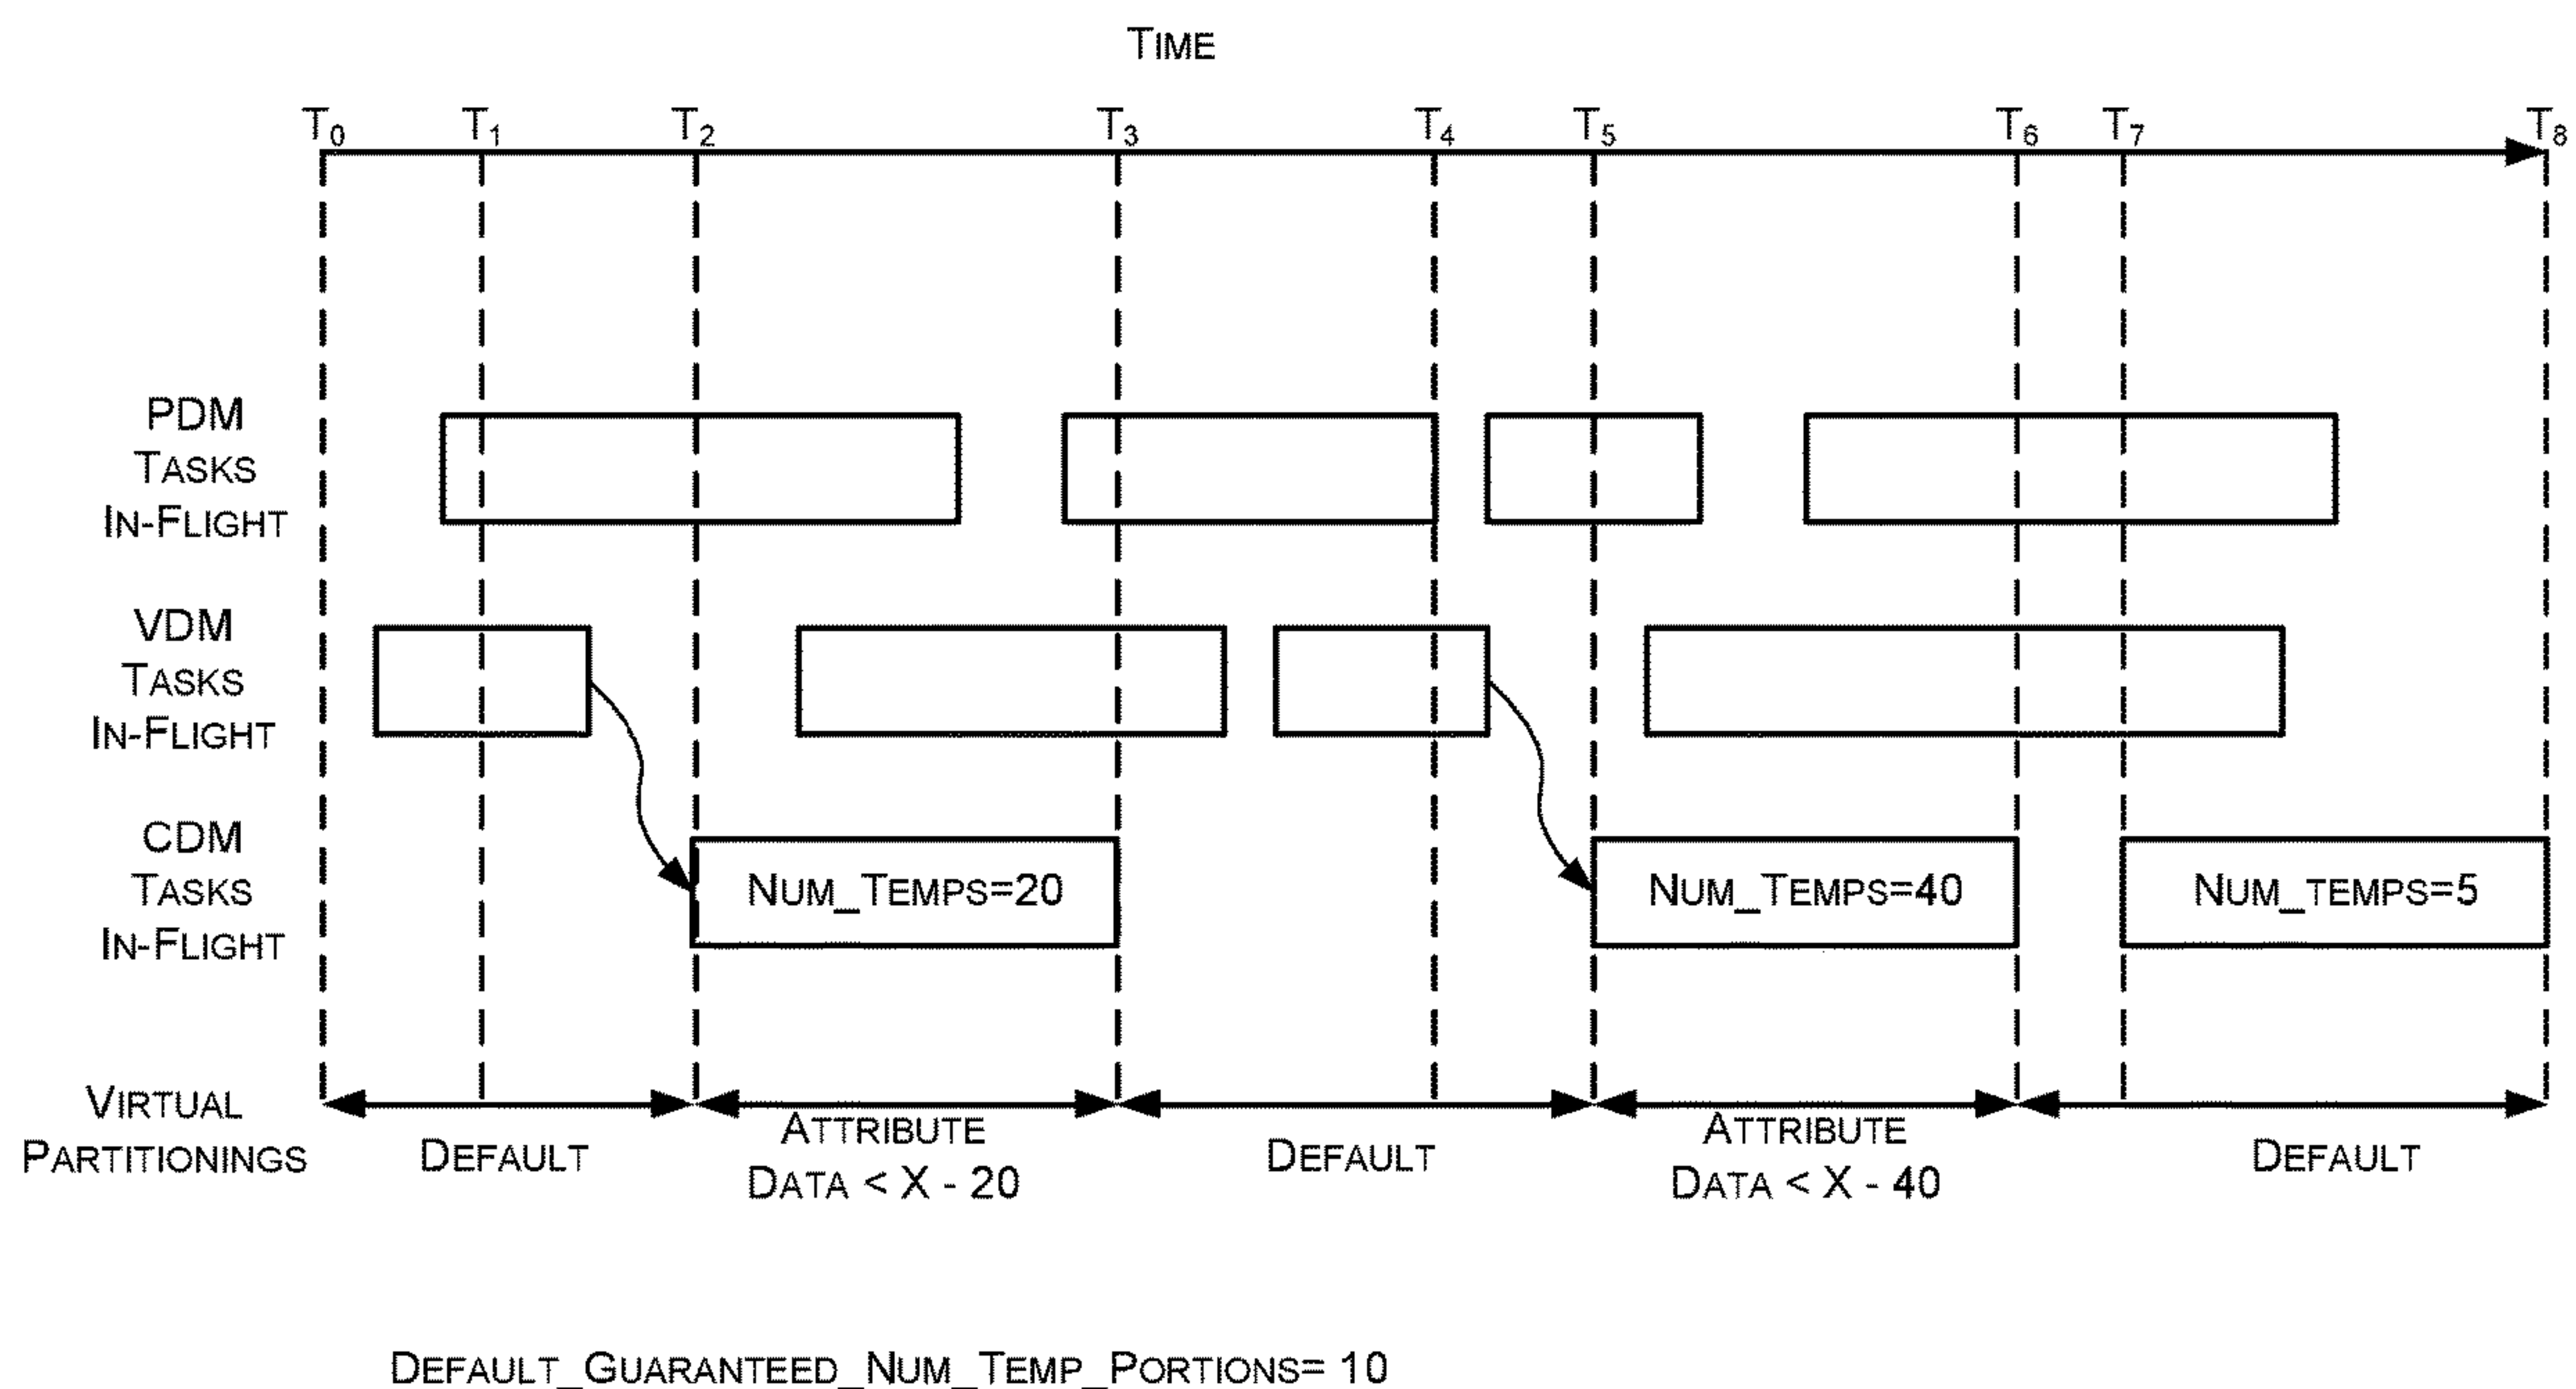 TIME
T0 T1 T2 T3 T4 T5 T6 T7 T8
PDM
TASKS
IN-FLIGHT
VDM
TASKS
IN-FLIGHT
CDM
TASKS
IN-FLIGHT
NUM_TEMPS=20
NUM_TEMPS=40
NUM_TEMPS=5
VIRTUAL
PARTITIONINGS
DEFAULT
ATTRIBUTE
DATA < X - 20
DEFAULT
ATTRIBUTE
DATA < X - 40
DEFAULT
DEFAULT_GUARANTEED_NUM_TEMP_PORTIONS= 10